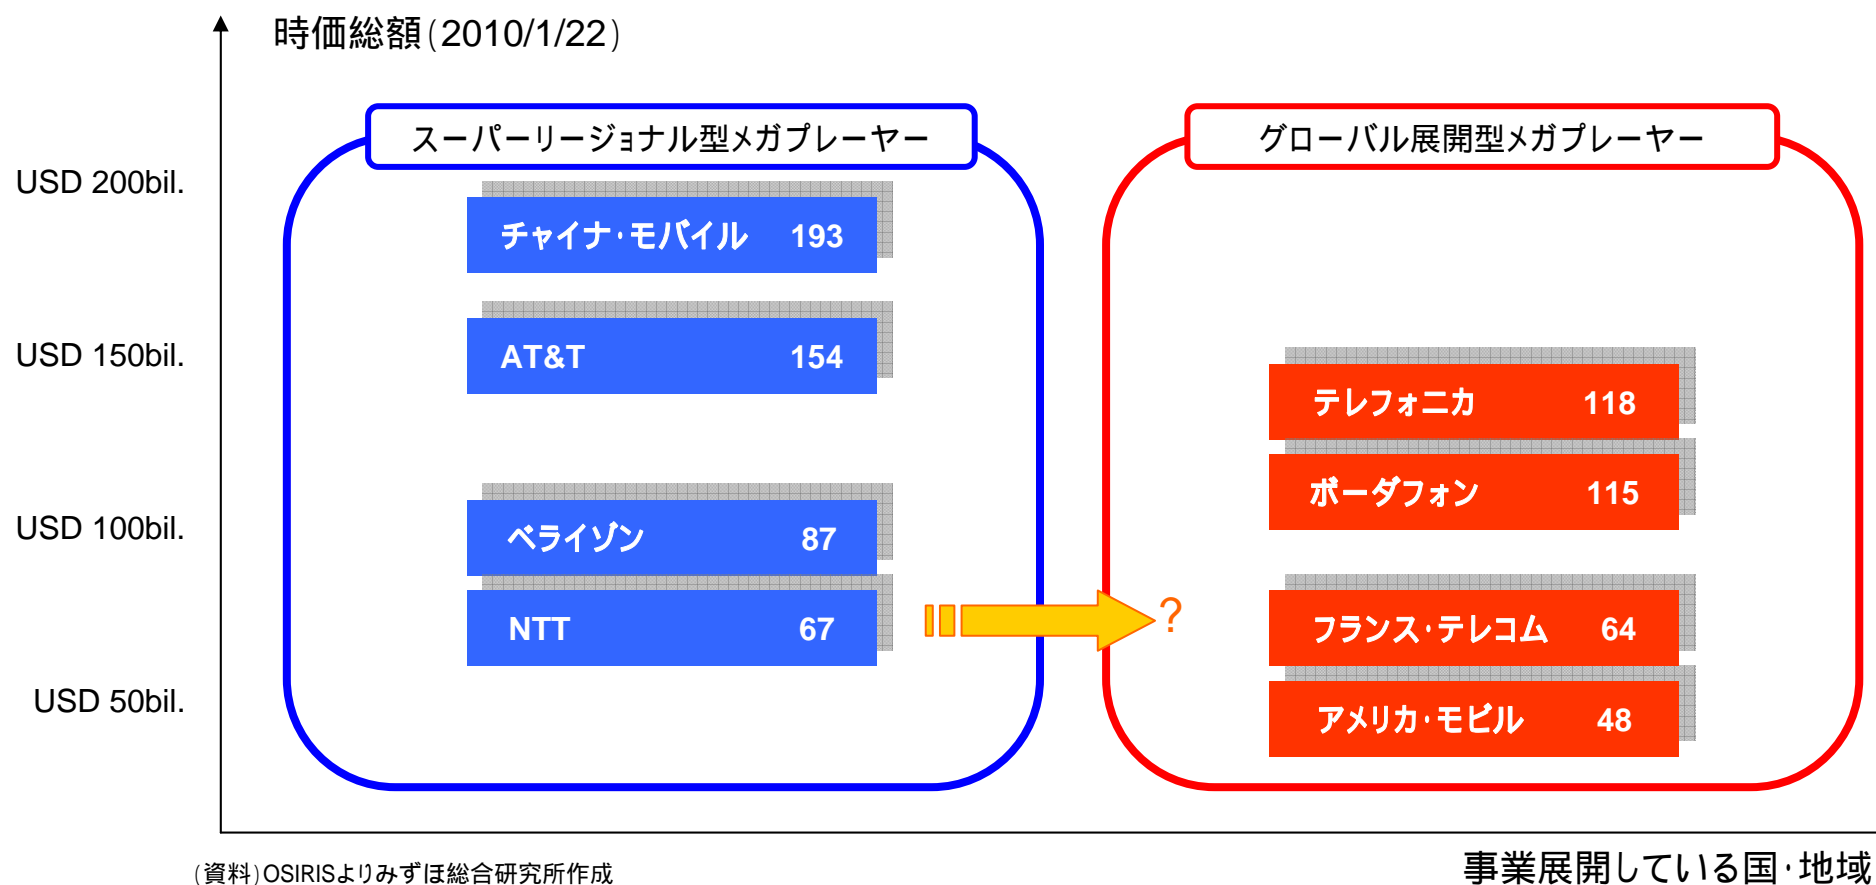 時価総額(2010/1/22)
スーパーリージョナル型メガプレーヤー
グローバル展開型メガプレーヤー
USD 200bil.
チャイナ・モバイル 193
USD 150bil.
AT&T 154
テレフォニカ 118
ボーダフォン 115
USD 100bil.
ベライゾン 87
NTT 67
?
フランス・テレコム 64
USD 50bil.
アメリカ・モビル 48
(資料)OSIRISよりみずほ総合研究所作成
事業展開している国・地域